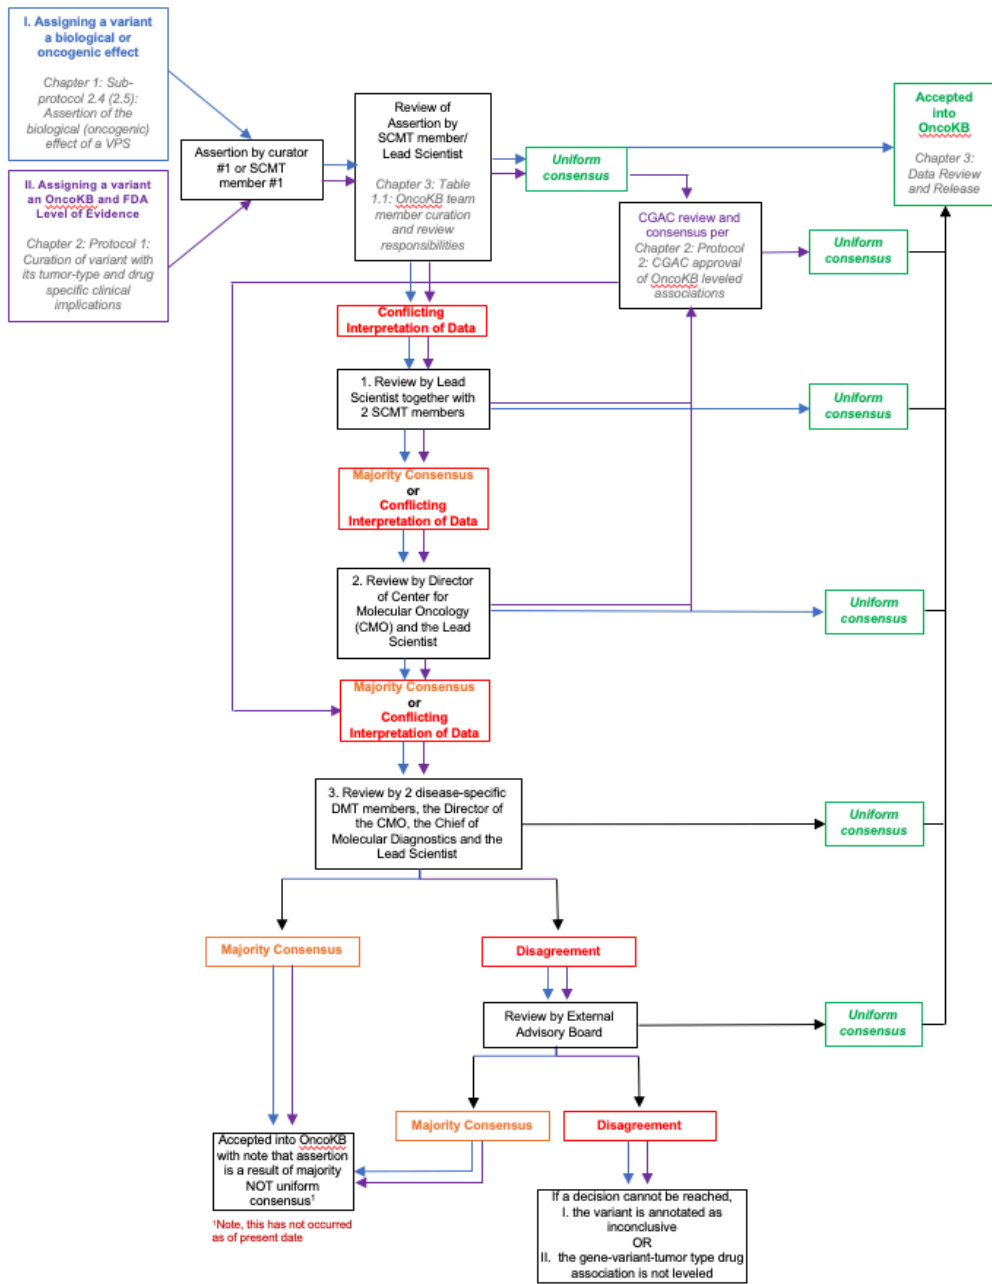 I. Assigning a variant
a biological or
oncogenic effect
Chapter 1: Sub-
protocol 2.4 (2.5):
Assertion of the
biological (oncogenic)
effect of a VPS
II. Assigning a variant
an OncoKB and FDA
Level of Evidence
Chapter 2: Protocol 1:
Curation of variant with
its tumor-type and drug
specific clinical
implications
Assertion by curator
#1 or SCMT
member #1
Review of
Assertion by
SCMT member/
Lead Scientist
Chapter 3: Table
1.1: OncoKB team
member curation
and review
responsibilities
Uniform
consensus
Accepted
into
OncoKB
Chapter 3:
Data Review
and Release
CGAC review and
consensus per
Chapter 2: Protocol
2: CGAC approval
of OncoKB leveled
associations
Uniform
consensus
Conflicting
Interpretation of Data
1. Review by Lead
Scientist together with
2 SCMT members
Uniform
consensus
Majority Consensus
or
Conflicting
Interpretation of Data
2. Review by Director
of Center for
Molecular Oncology
(CMO) and the Lead
Scientist
Uniform
consensus
Majority Consensus
or
Conflicting
Interpretation of Data
3. Review by 2 disease-specific
DMT members, the Director of
the CMO, the Chief of
Molecular Diagnostics and the
Lead Scientist
Uniform
consensus
Majority Consensus
Disagreement
Review by External
Advisory Board
Uniform
consensus
Majority Consensus
Disagreement
Accepted into OncoKB
with note that assertion
is a result of majority
NOT uniform
consensus¹
¹Note, this has not occurred
as of present date
If a decision cannot be reached,
I. the variant is annotated as
inconclusive
OR
II. the gene-variant-tumor type drug
association is not leveled